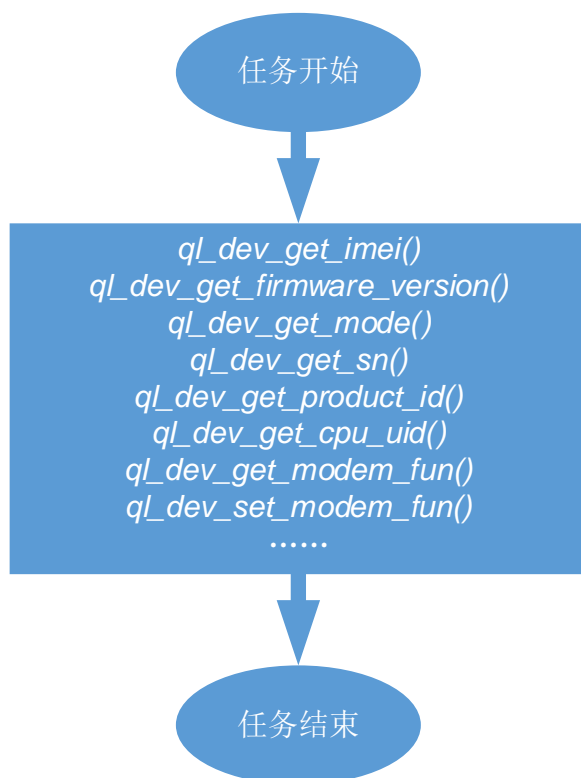 任务开始
ql_dev_get_imei()
ql_dev_get_firmware_version()
ql_dev_get_mode()
ql_dev_get_sn()
ql_dev_get_product_id()
ql_dev_get_cpu_uid()
ql_dev_get_modem_fun()
ql_dev_set_modem_fun()
......
任务结束